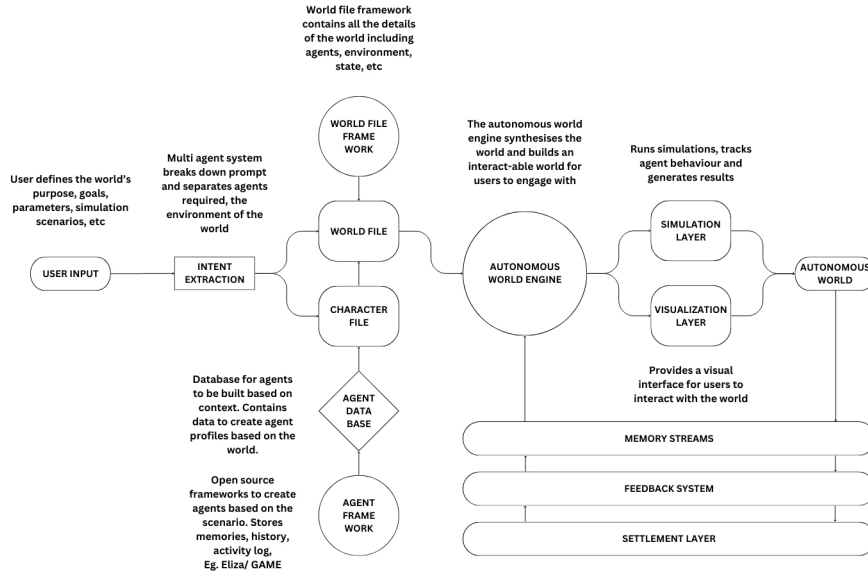 World file framework
contains all the details
of the world including
agents, environment,
state, etc
WORLD FILE
FRAME
WORK
The autonomous world
engine synthesises the
world and builds an
interact-able world for
users to engage with
Runs simulations, tracks
agent behaviour and
generates results
Multi agent system
breaks down prompt
and separates agents
required, the
environment of the
world
User defines the world's
purpose, goals,
parameters, simulation
scenarios, etc
USER INPUT
INTENT
EXTRACTION
WORLD FILE
CHARACTER
FILE
AUTONOMOUS
WORLD ENGINE
SIMULATION
LAYER
VISUALIZATION
LAYER
AUTONOMOUS
WORLD
Provides a visual
interface for users to
interact with the world
Database for agents
to be built based on
context. Contains
data to create agent
profiles based on the
world.
AGENT
DATA
BASE
Open source
frameworks to create
agents based on the
scenario. Stores
memories, history,
activity log,
Eg. Eliza/ GAME
AGENT
FRAME
WORK
MEMORY STREAMS
FEEDBACK SYSTEM
SETTLEMENT LAYER